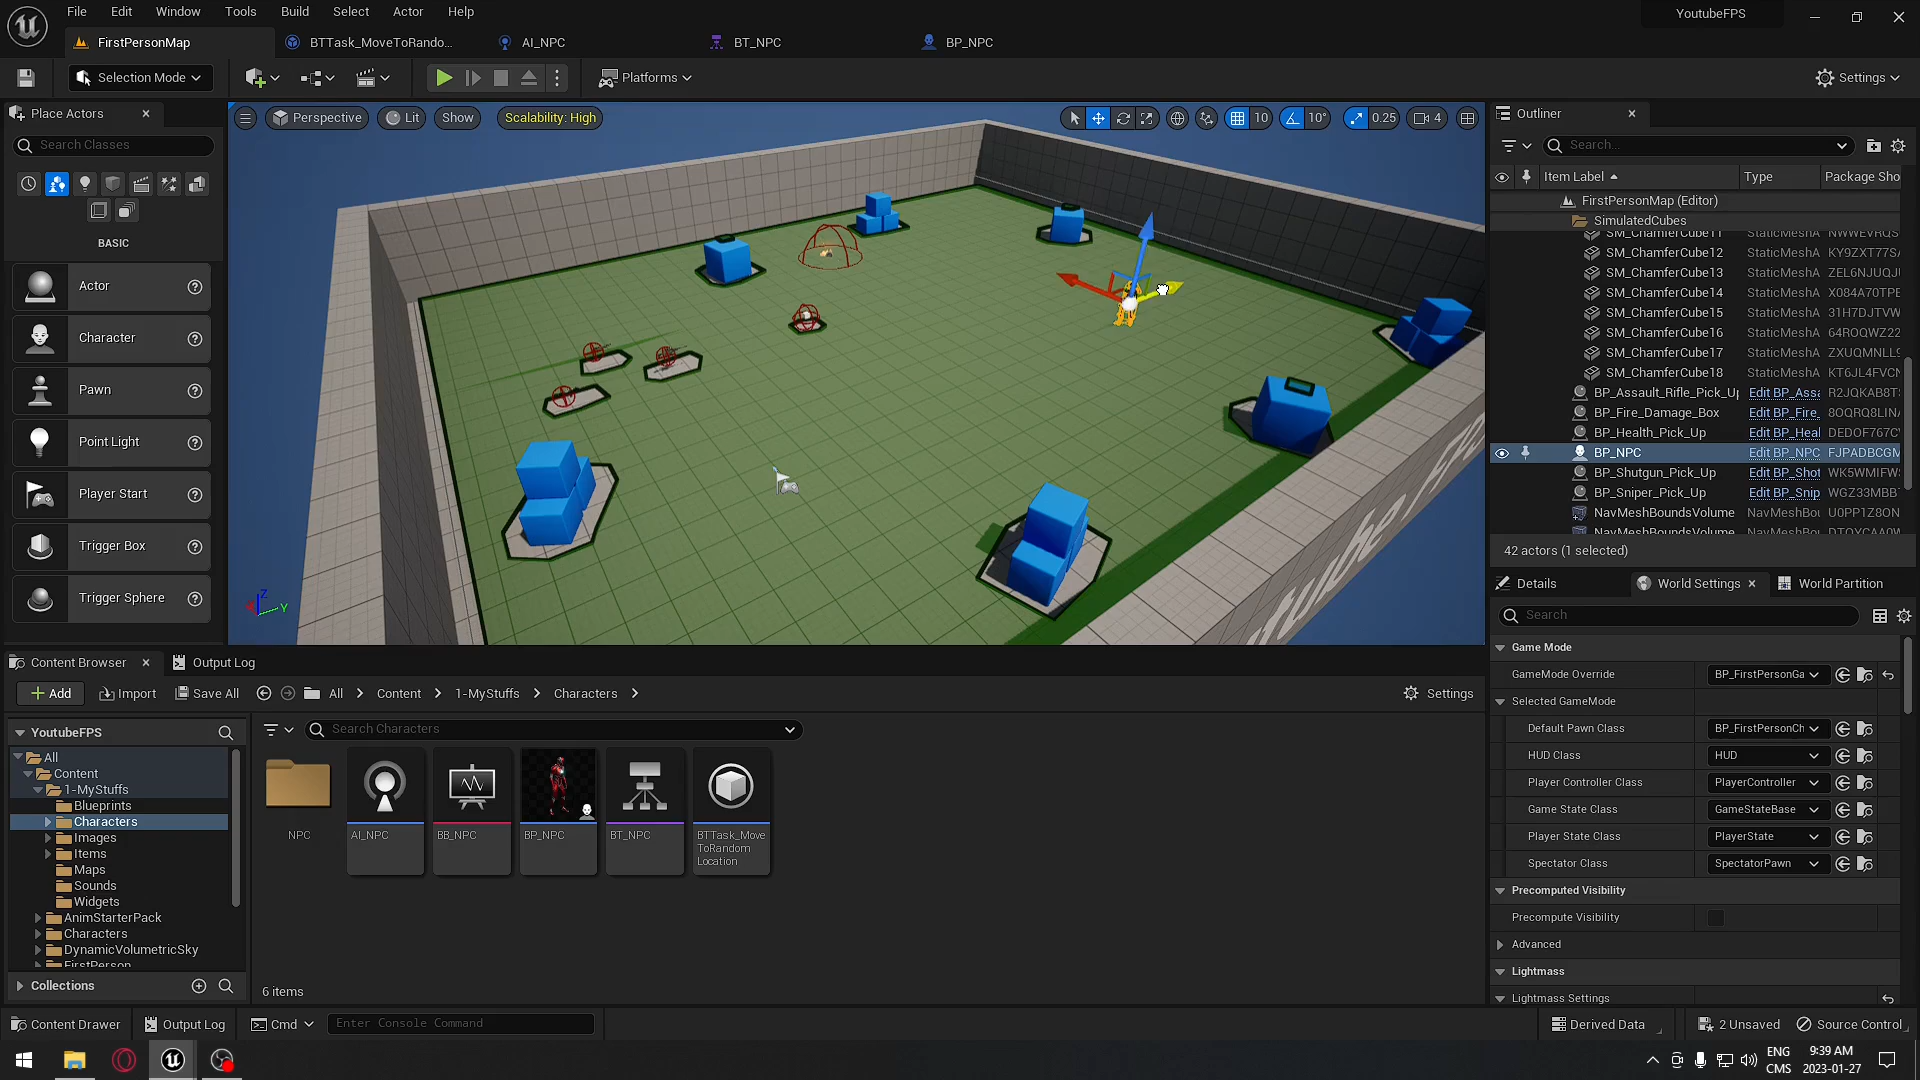 File Edit Window Tools Build Select Actor Help
YoutubeFPS
FirstPersonMap
BTTask_MoveToRando...
AI_NPC
BT_NPC
BP_NPC
Selection Mode
Platforms
Settings
Place Actors
Search Classes
BASIC
Actor
Character
Pawn
Point Light
Player Start
Trigger Box
Trigger Sphere
Perspective
Lit
Show
Scalability: High
10
10°
0.25
4
Z
Y
Outliner
Search...
Item Label Type Package Sho
FirstPersonMap (Editor)
SimulatedCubes
SM_ChamferCube11 StaticMeshA NWWEVRQS
SM_ChamferCube12 StaticMeshA KY9ZXT77S
SM_ChamferCube13 StaticMeshA ZEL6NJUQJ
SM_ChamferCube14 StaticMeshA X084A70TPE
SM_ChamferCube15 StaticMeshA 31H7DJTVW
SM_ChamferCube16 StaticMeshA 64ROQWZ22
SM_ChamferCube17 StaticMeshA ZXUQMNLL
SM_ChamferCube18 StaticMeshA KT6JL4FVCN
BP_Assault_Rifle_Pick_Up Edit BP_Assa R2JQKAB8T
BP_Fire_Damage_Box Edit BP_Fire_ 8OQRQ8LIN
BP_Health_Pick_Up Edit BP_Heal DEDOF767C
BP_NPC Edit BP_NPC FJPADBCGM
BP_Shutgun_Pick_Up Edit BP_Shot WK5WMIFW
BP_Sniper_Pick_Up Edit BP_Snip WGZ33MBB
NavMeshBoundsVolume NavMeshBou U0PP1Z8ON
NavMeshBoundsVolume NavMeshBou
42 actors (1 selected)
Details
World Settings
World Partition
Search
Game Mode
GameMode Override BP_FirstPersonGa
Selected GameMode
Default Pawn Class BP_FirstPersonCh
HUD Class HUD
Player Controller Class PlayerController
Game State Class GameStateBase
Player State Class PlayerState
Spectator Class SpectatorPawn
Precomputed Visibility
Precompute Visibility
Advanced
Lightmass
Lightmass Settings
Content Browser
Output Log
Add
Import
Save All
All > Content > 1-MyStuffs > Characters >
Settings
YoutubeFPS
All
Content
1-MyStuffs
Blueprints
Characters
Images
Items
Maps
Sounds
Widgets
AnimStarterPack
Characters
DynamicVolumetricSky
FirstPerson
Collections
Search Characters
NPC
AI_NPC
BB_NPC
BP_NPC
BT_NPC
BTTask_Move
ToRandom
Location
6 items
Content Drawer
Output Log
Cmd
Enter Console Command
Derived Data
2 Unsaved
Source Control
ENG
CMS
9:39 AM
2023-01-27